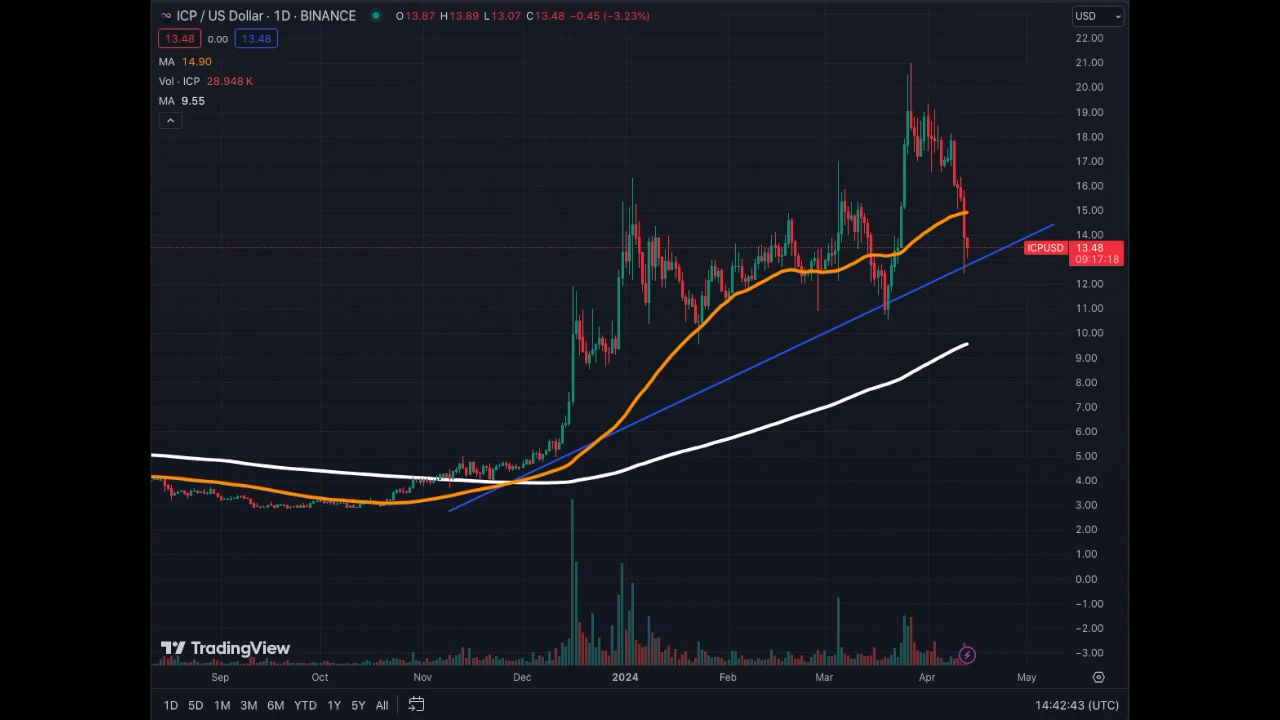 ICP / US Dollar · 1D · BINANCE O13.87 H13.89 L13.07 C13.48 −0.45 (−3.23%)
USD
13.48 0.00 13.48
MA 14.90
Vol · ICP 28.948 K
MA 9.55
22.00
21.00
20.00
19.00
18.00
17.00
16.00
15.00
14.00
ICPUSD 13.48
09:17:18
12.00
11.00
10.00
9.00
8.00
7.00
6.00
5.00
4.00
3.00
2.00
1.00
0.00
−1.00
−2.00
−3.00
TradingView
Sep Oct Nov Dec 2024 Feb Mar Apr May
1D 5D 1M 3M 6M YTD 1Y 5Y All 14:42:43 (UTC)